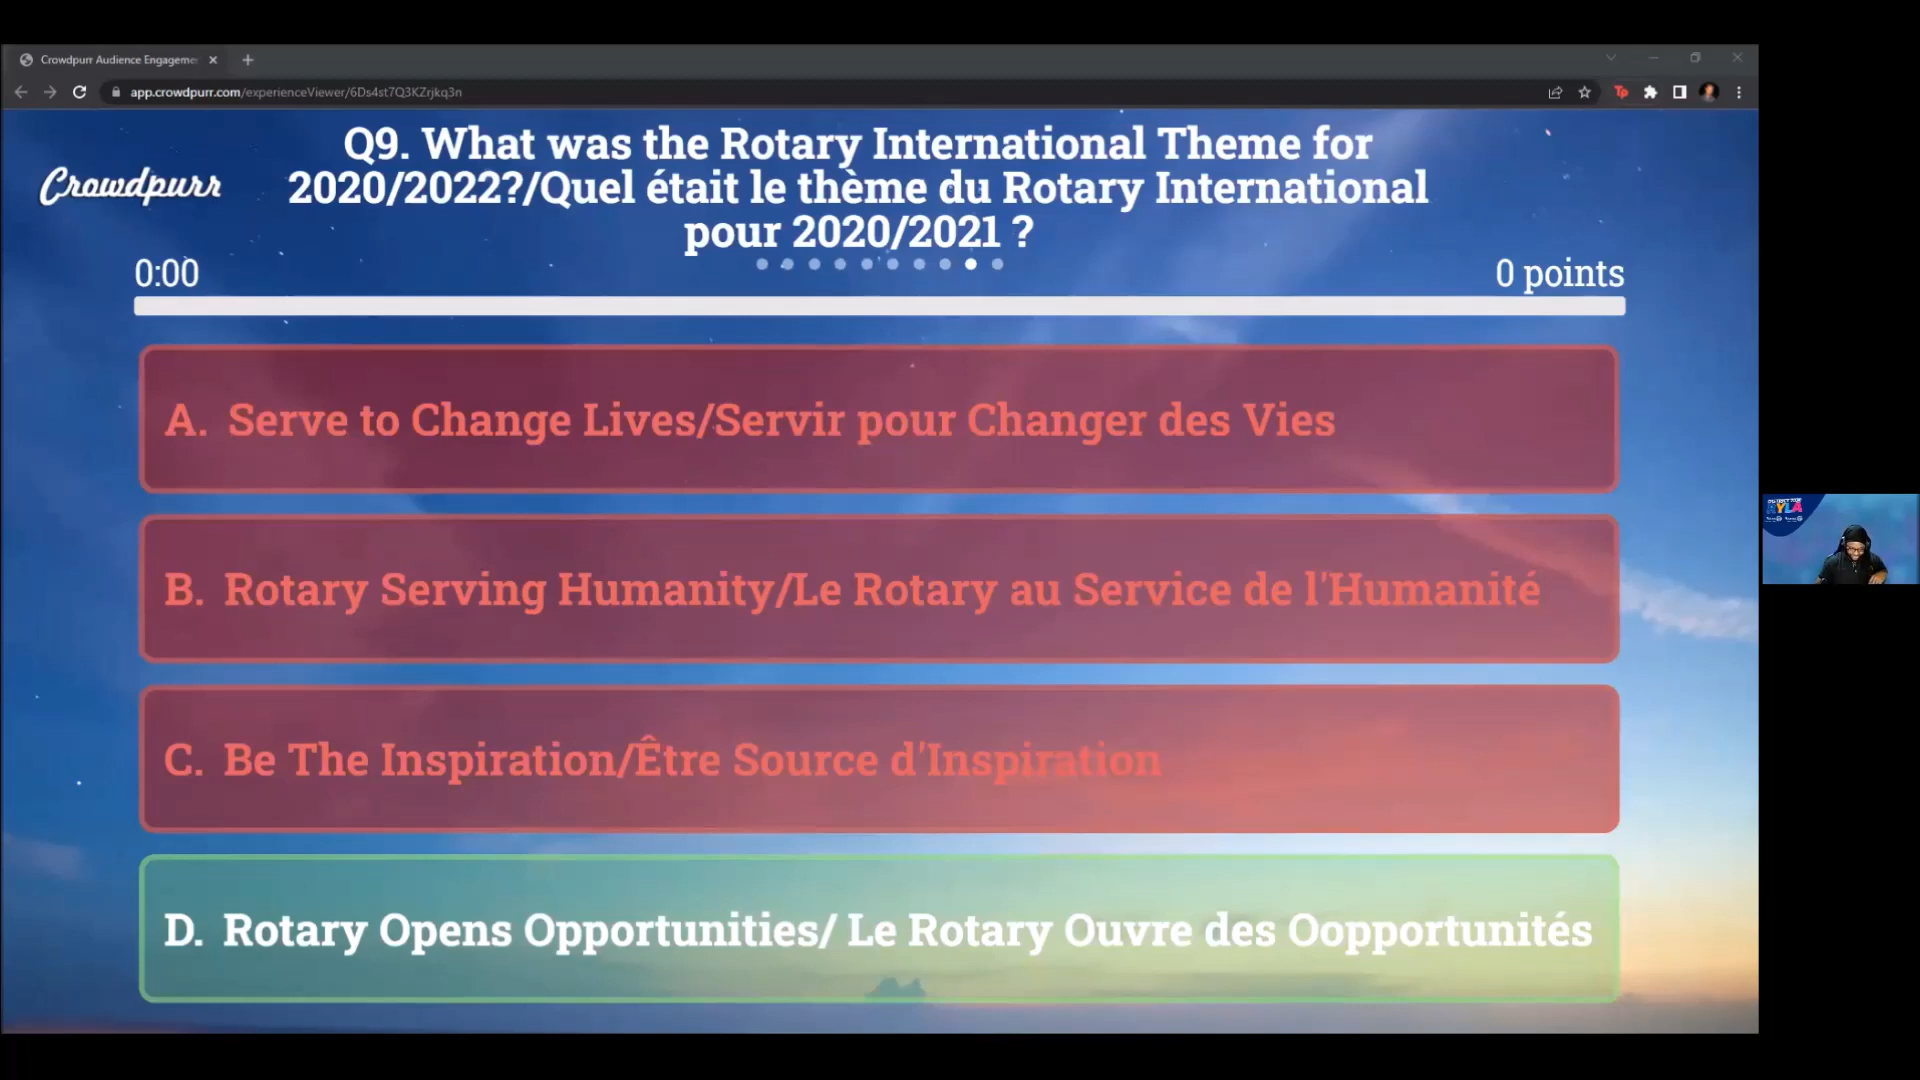 Crowdpurr Audience Engageme
app.crowdpurr.com/experienceViewer/6Ds4st7Q3KZrjkq3n
Crowdpurr
Q9. What was the Rotary International Theme for
2020/2022?/Quel était le thème du Rotary International
pour 2020/2021 ?
0:00
0 points
A. Serve to Change Lives/Servir pour Changer des Vies
B. Rotary Serving Humanity/Le Rotary au Service de l'Humanité
C. Be The Inspiration/Être Source d'Inspiration
D. Rotary Opens Opportunities/ Le Rotary Ouvre des Oopportunités
RYLA